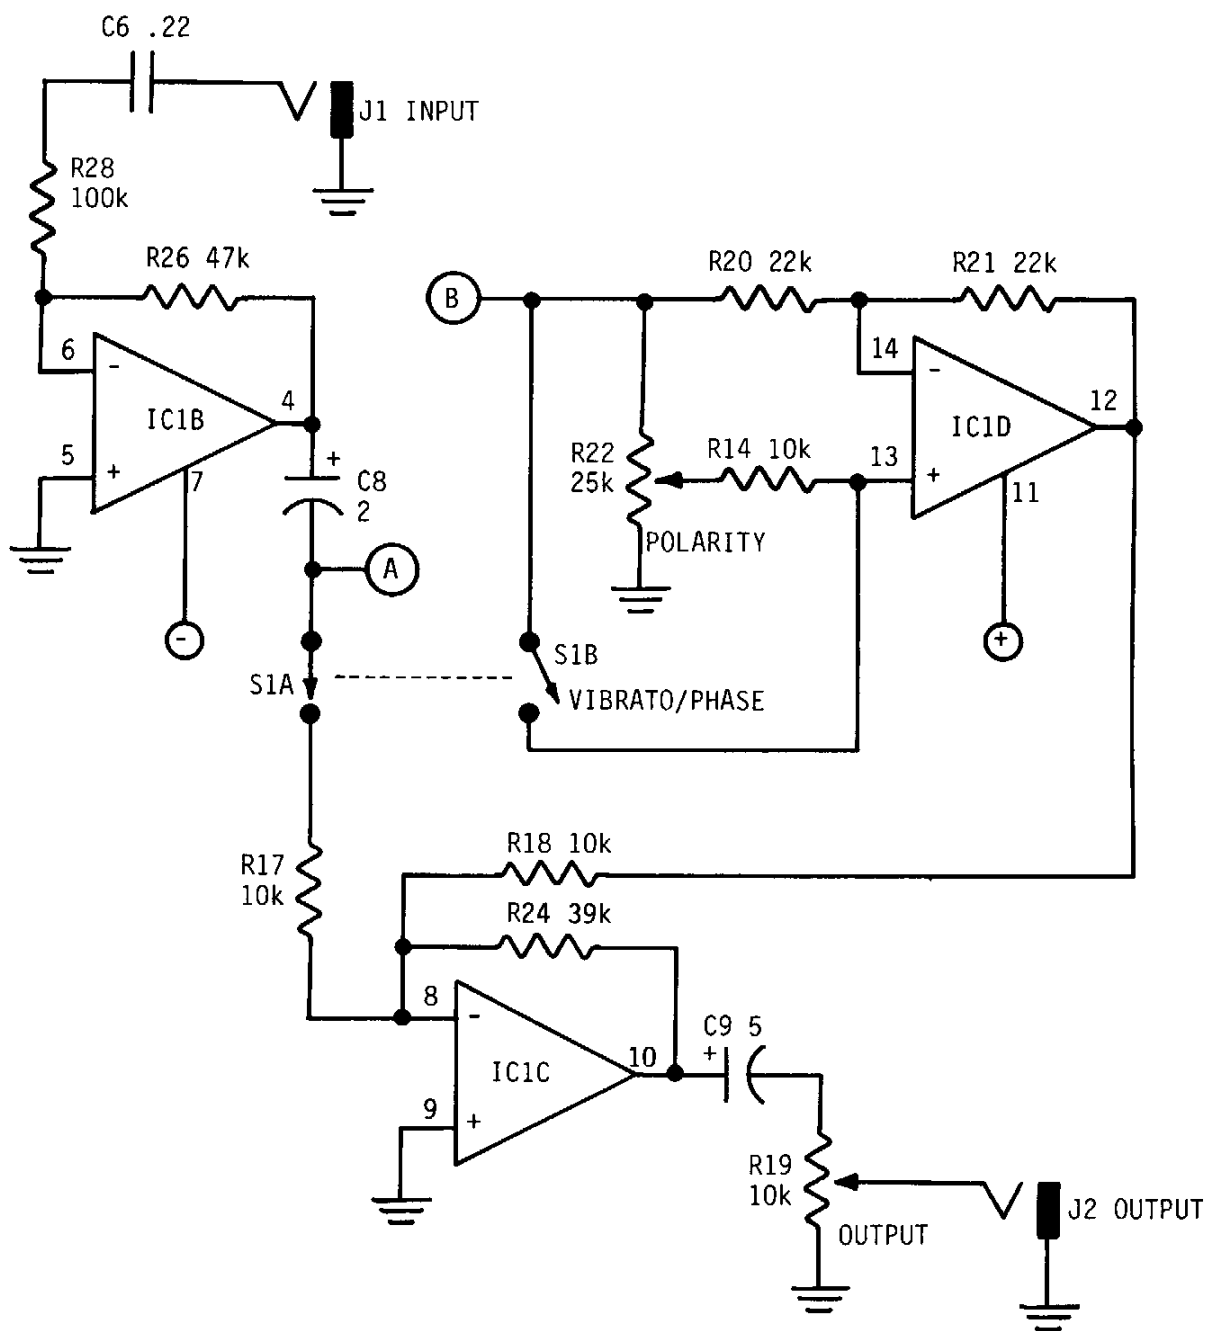 C6 .22
J1 INPUT
R28
100k
R26 47k
6
-
IC1B
4
5
+
7
+
C8
2
A
-
B
R20 22k
R21 22k
14
-
IC1D
12
R22
25k
R14 10k
13
+
11
POLARITY
+
S1A
S1B
VIBRATO/PHASE
R17
10k
R18 10k
R24 39k
8
-
IC1C
10
9
+
C9 5
+
R19
10k
OUTPUT
J2 OUTPUT